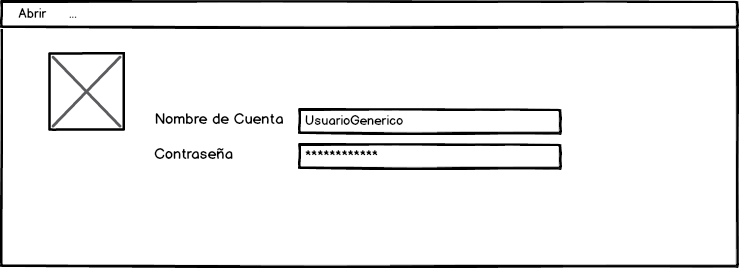 Abrir ...
Nombre de Cuenta UsuarioGenerico
Contraseña ************